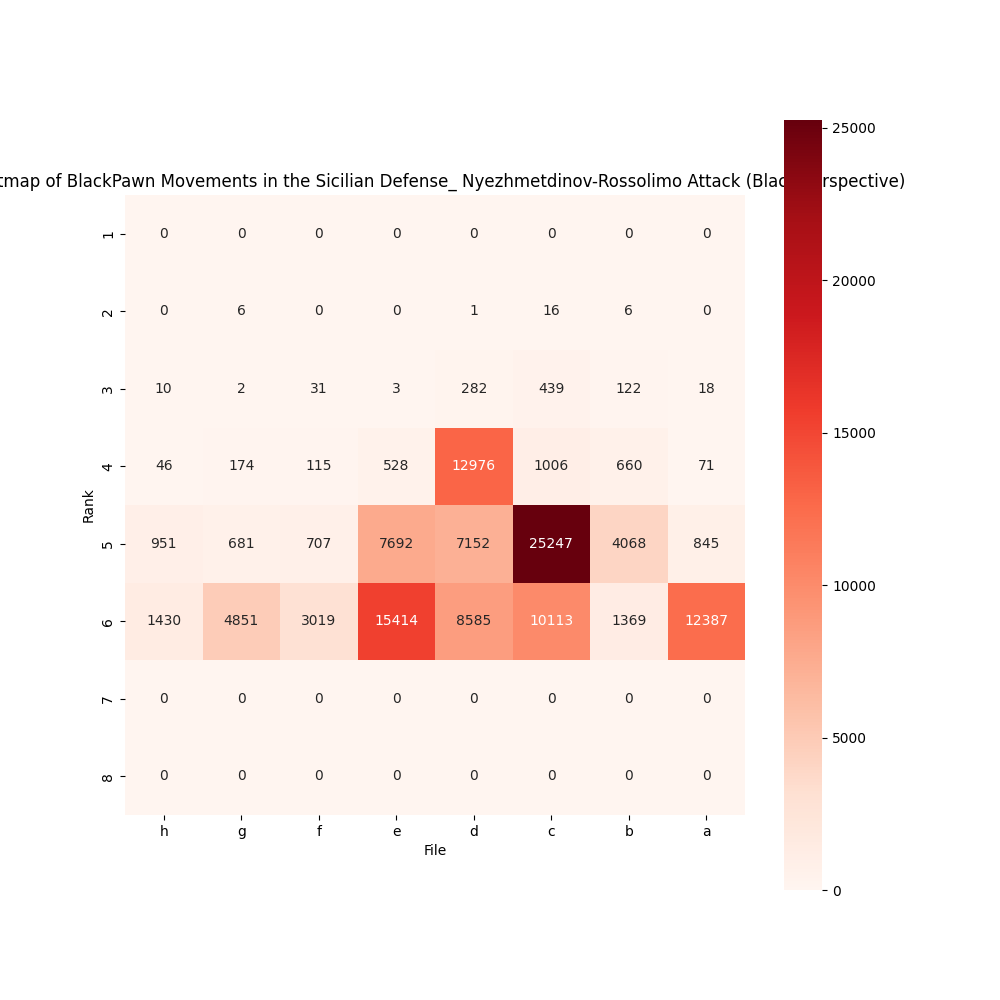 tmap of BlackPawn Movements in the Sicilian Defense_ Nyezhmetdinov-Rossolimo Attack (Blac rspective)
25000
20000
15000
10000
5000
0
Rank
1 0 0 0 0 0 0 0 0
2 0 6 0 0 1 16 6 0
3 10 2 31 3 282 439 122 18
4 46 174 115 528 12976 1006 660 71
5 951 681 707 7692 7152 25247 4068 845
6 1430 4851 3019 15414 8585 10113 1369 12387
7 0 0 0 0 0 0 0 0
8 0 0 0 0 0 0 0 0
h g f e d c b a
File